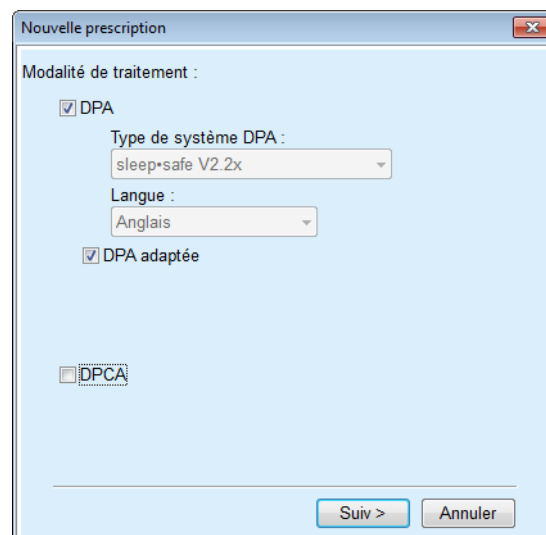 Nouvelle prescription
Modalité de traitement :
DPA
Type de système DPA :
sleep•safe V2.2x
Langue :
Anglais
DPA adaptée
DPCA
Suiv >
Annuler